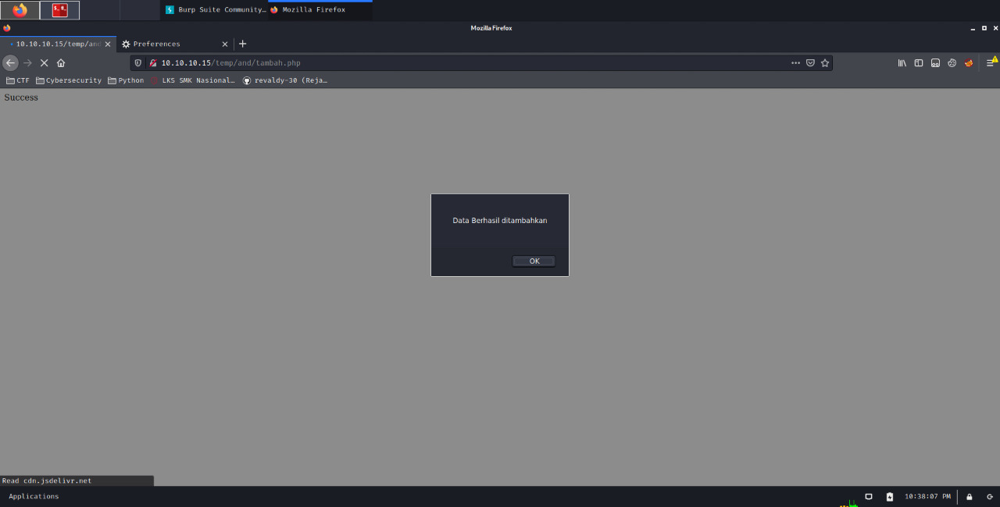 Burp Suite Community…
Mozilla Firefox
Mozilla Firefox
10.10.10.15/temp/and
Preferences
10.10.10.15/temp/and/tambah.php
CTF
Cybersecurity
Python
LKS SMK Nasional…
revaldy-30 (Reja…
Success
Data Berhasil ditambahkan
OK
Read cdn.jsdelivr.net
Applications
10:38:07 PM